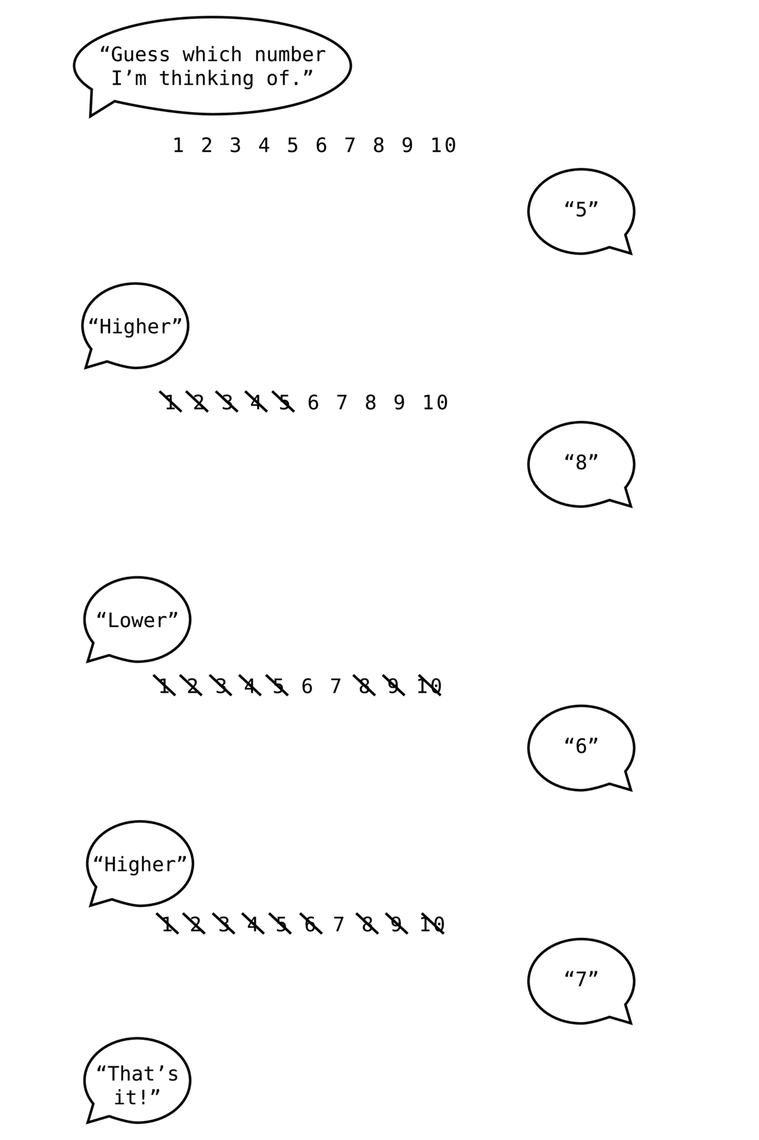 “Guess which number
I’m thinking of.”
1 2 3 4 5 6 7 8 9 10
“5”
“Higher”
1 2 3 4 5 6 7 8 9 10
“8”
“Lower”
1 2 3 4 5 6 7 8 9 10
“6”
“Higher”
1 2 3 4 5 6 7 8 9 10
“7”
“That’s
it!”